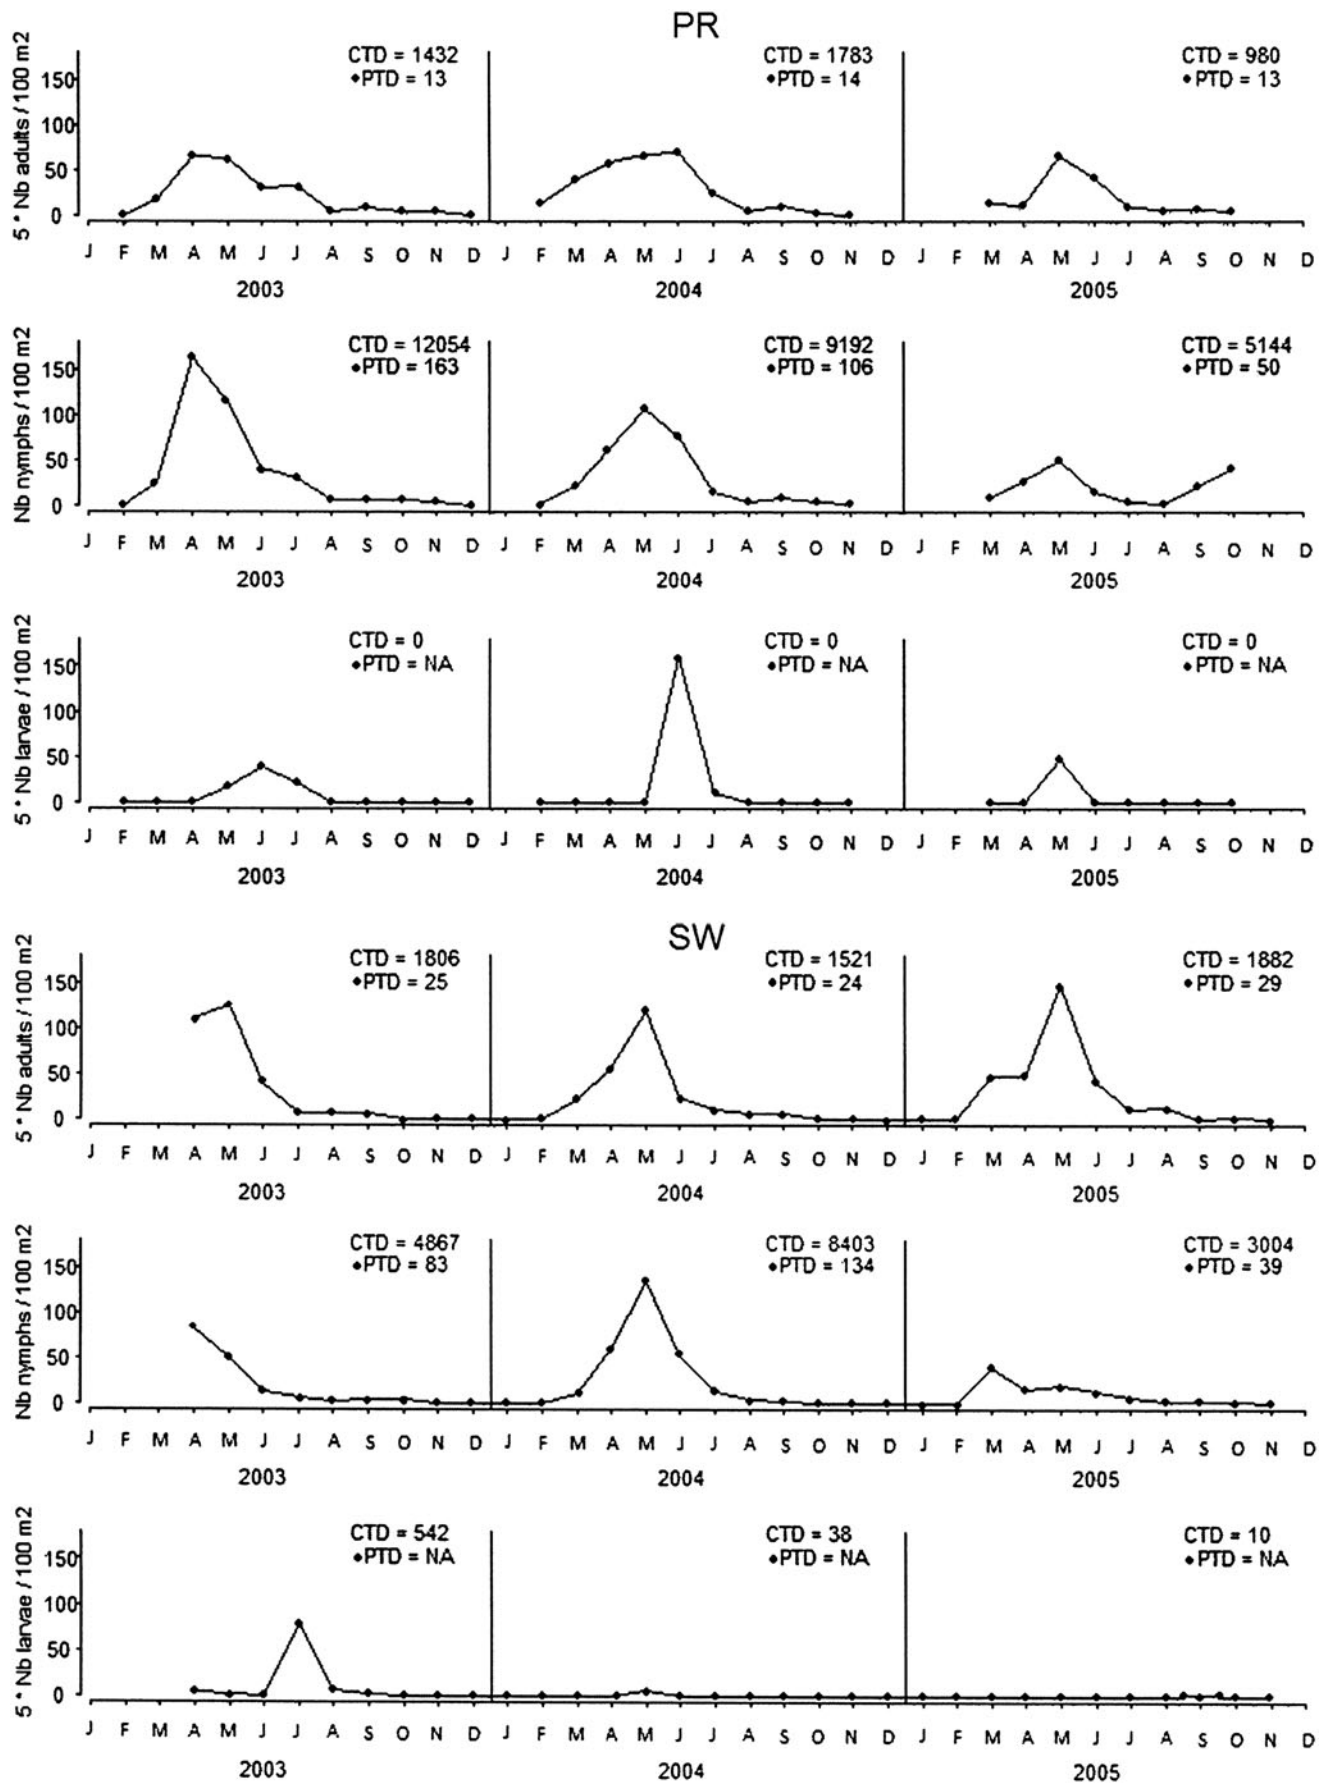 PR
5 * Nb adults / 100 m2
150
100
50
0
CTD = 1432
PTD = 13
CTD = 1783
PTD = 14
CTD = 980
PTD = 13
J F M A M J J A S O N D J F M A M J J A S O N D J F M A M J J A S O N D
2003 2004 2005
Nb nymphs / 100 m2
150
100
50
0
CTD = 12054
PTD = 163
CTD = 9192
PTD = 106
CTD = 5144
PTD = 50
J F M A M J J A S O N D J F M A M J J A S O N D J F M A M J J A S O N D
2003 2004 2005
5 * Nb larvae / 100 m2
150
100
50
0
CTD = 0
PTD = NA
CTD = 0
PTD = NA
CTD = 0
PTD = NA
J F M A M J J A S O N D J F M A M J J A S O N D J F M A M J J A S O N D
2003 2004 2005
SW
5 * Nb adults / 100 m2
150
100
50
0
CTD = 1806
PTD = 25
CTD = 1521
PTD = 24
CTD = 1882
PTD = 29
J F M A M J J A S O N D J F M A M J J A S O N D J F M A M J J A S O N D
2003 2004 2005
Nb nymphs / 100 m2
150
100
50
0
CTD = 4867
PTD = 83
CTD = 8403
PTD = 134
CTD = 3004
PTD = 39
J F M A M J J A S O N D J F M A M J J A S O N D J F M A M J J A S O N D
2003 2004 2005
5 * Nb larvae / 100 m2
150
100
50
0
CTD = 542
PTD = NA
CTD = 38
PTD = NA
CTD = 10
PTD = NA
J F M A M J J A S O N D J F M A M J J A S O N D J F M A M J J A S O N D
2003 2004 2005